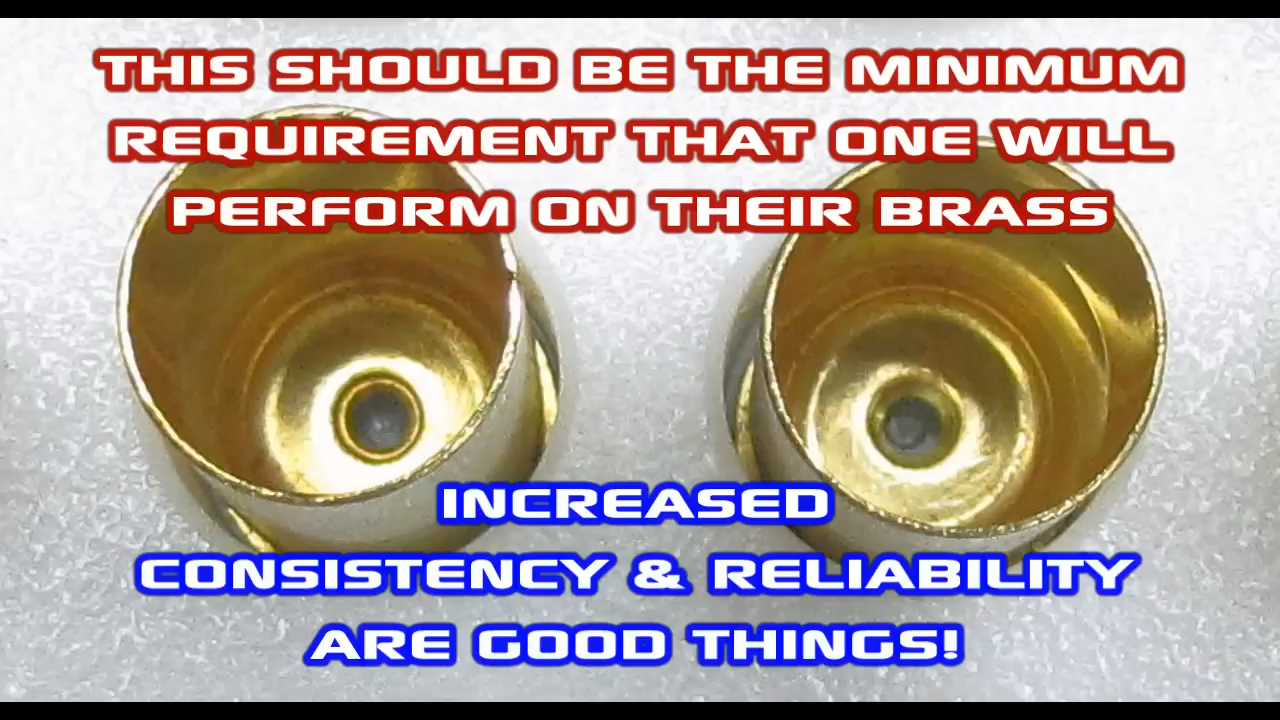 THIS SHOULD BE THE MINIMUM
REQUIREMENT THAT ONE WILL
PERFORM ON THEIR BRASS
INCREASED
CONSISTENCY & RELIABILITY
ARE GOOD THINGS!